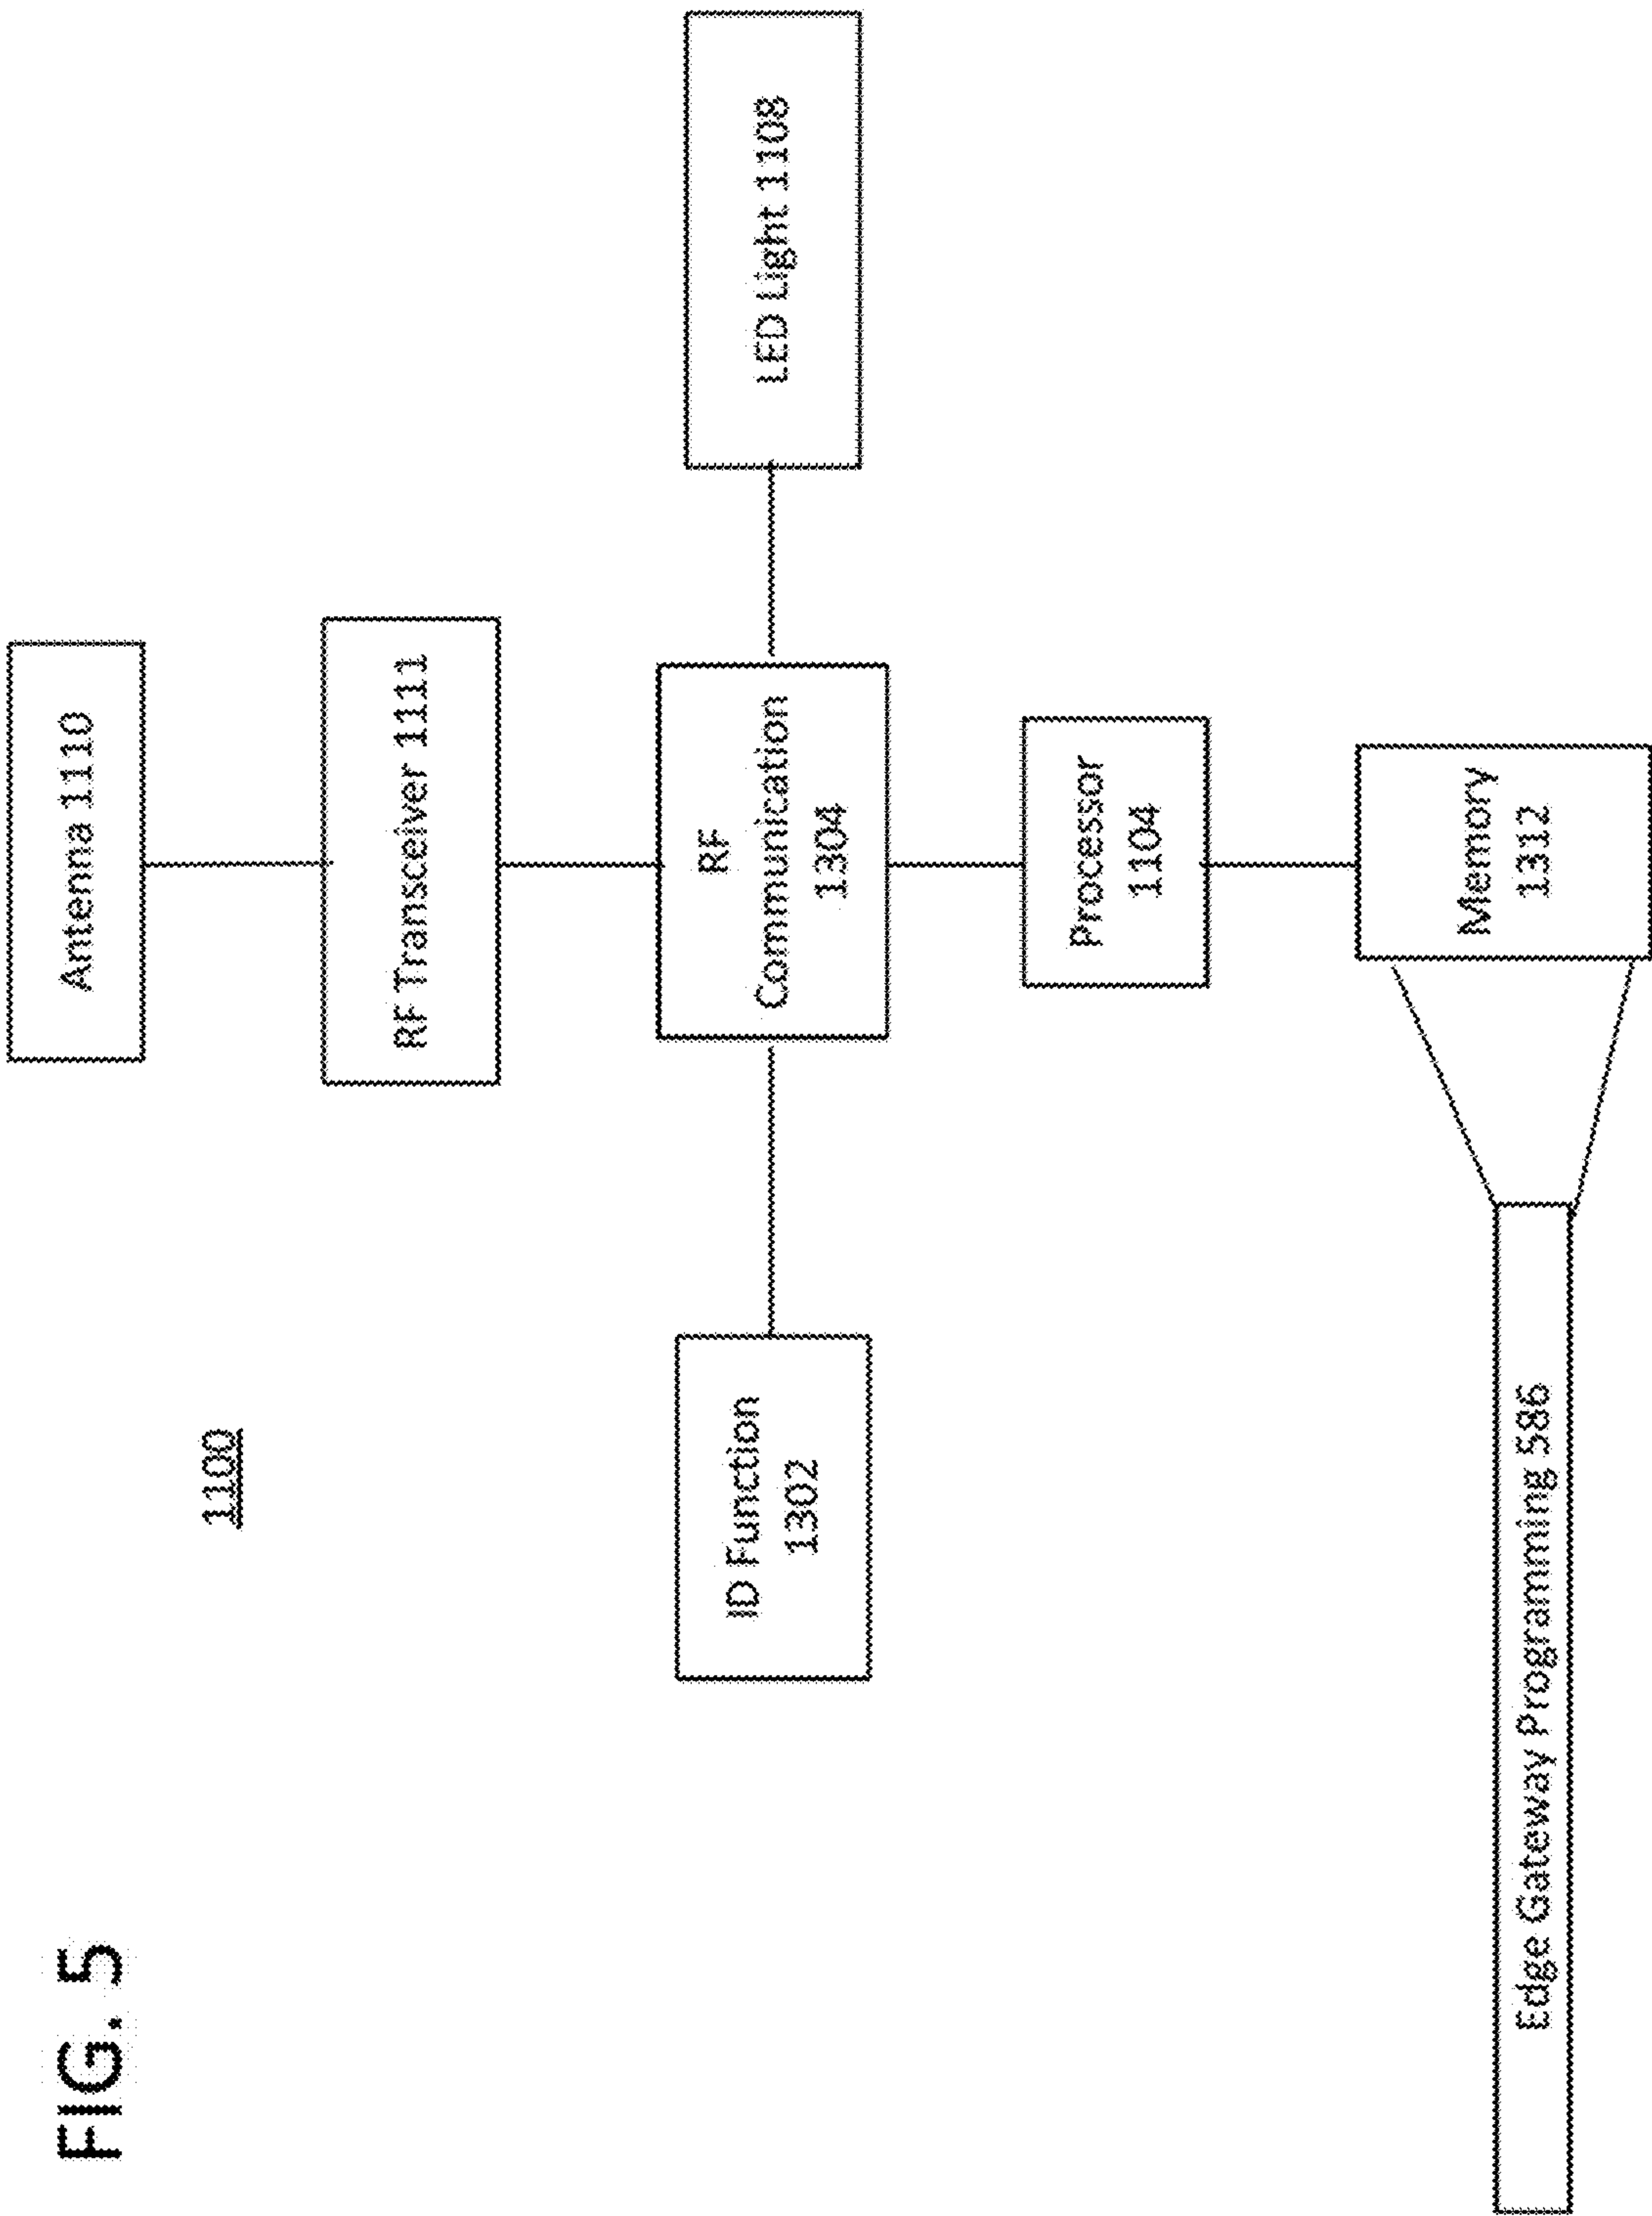 FIG. 5
1100
Antenna 1110
RF Transceiver 1111
ID Function
1302
RF
Communication
1304
LED Light 1108
Processor
1104
Memory
1312
Edge Gateway Programming 586